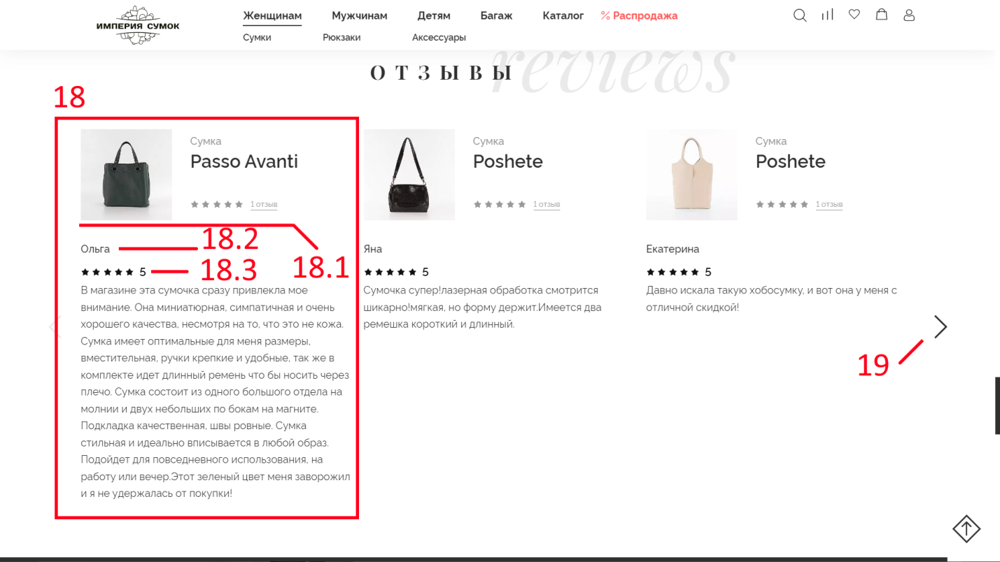 ИМПЕРИЯ СУМОК
Женщинам Мужчинам Детям Багаж Каталог % Распродажа
Сумки Рюкзаки Аксессуары
reviews
ОТЗЫВЫ
18
Сумка
Passo Avanti
1 отзыв
Сумка
Poshete
1 отзыв
Сумка
Poshete
1 отзыв
18.1
Ольга
18.2
5
18.3
В магазине эта сумочка сразу привлекла мое
внимание. Она миниатюрная, симпатичная и очень
хорошего качества, несмотря на то, что это не кожа.
Сумка имеет оптимальные для меня размеры,
вместительная, ручки крепкие и удобные, так же в
комплекте идет длинный ремень что бы носить через
плечо. Сумка состоит из одного большого отдела на
молнии и двух небольших по бокам на магните.
Подкладка качественная, швы ровные. Сумка
стильная и идеально вписывается в любой образ.
Подойдет для повседневного использования, на
работу или вечер.Этот зеленый цвет меня заворожил
и я не удержалась от покупки!
Яна
5
Сумочка супер!лазерная обработка смотрится
шикарно!мягкая, но форму держит.Имеется два
ремешка короткий и длинный.
Екатерина
5
Давно искала такую хобосумку, и вот она у меня с
отличной скидкой!
19